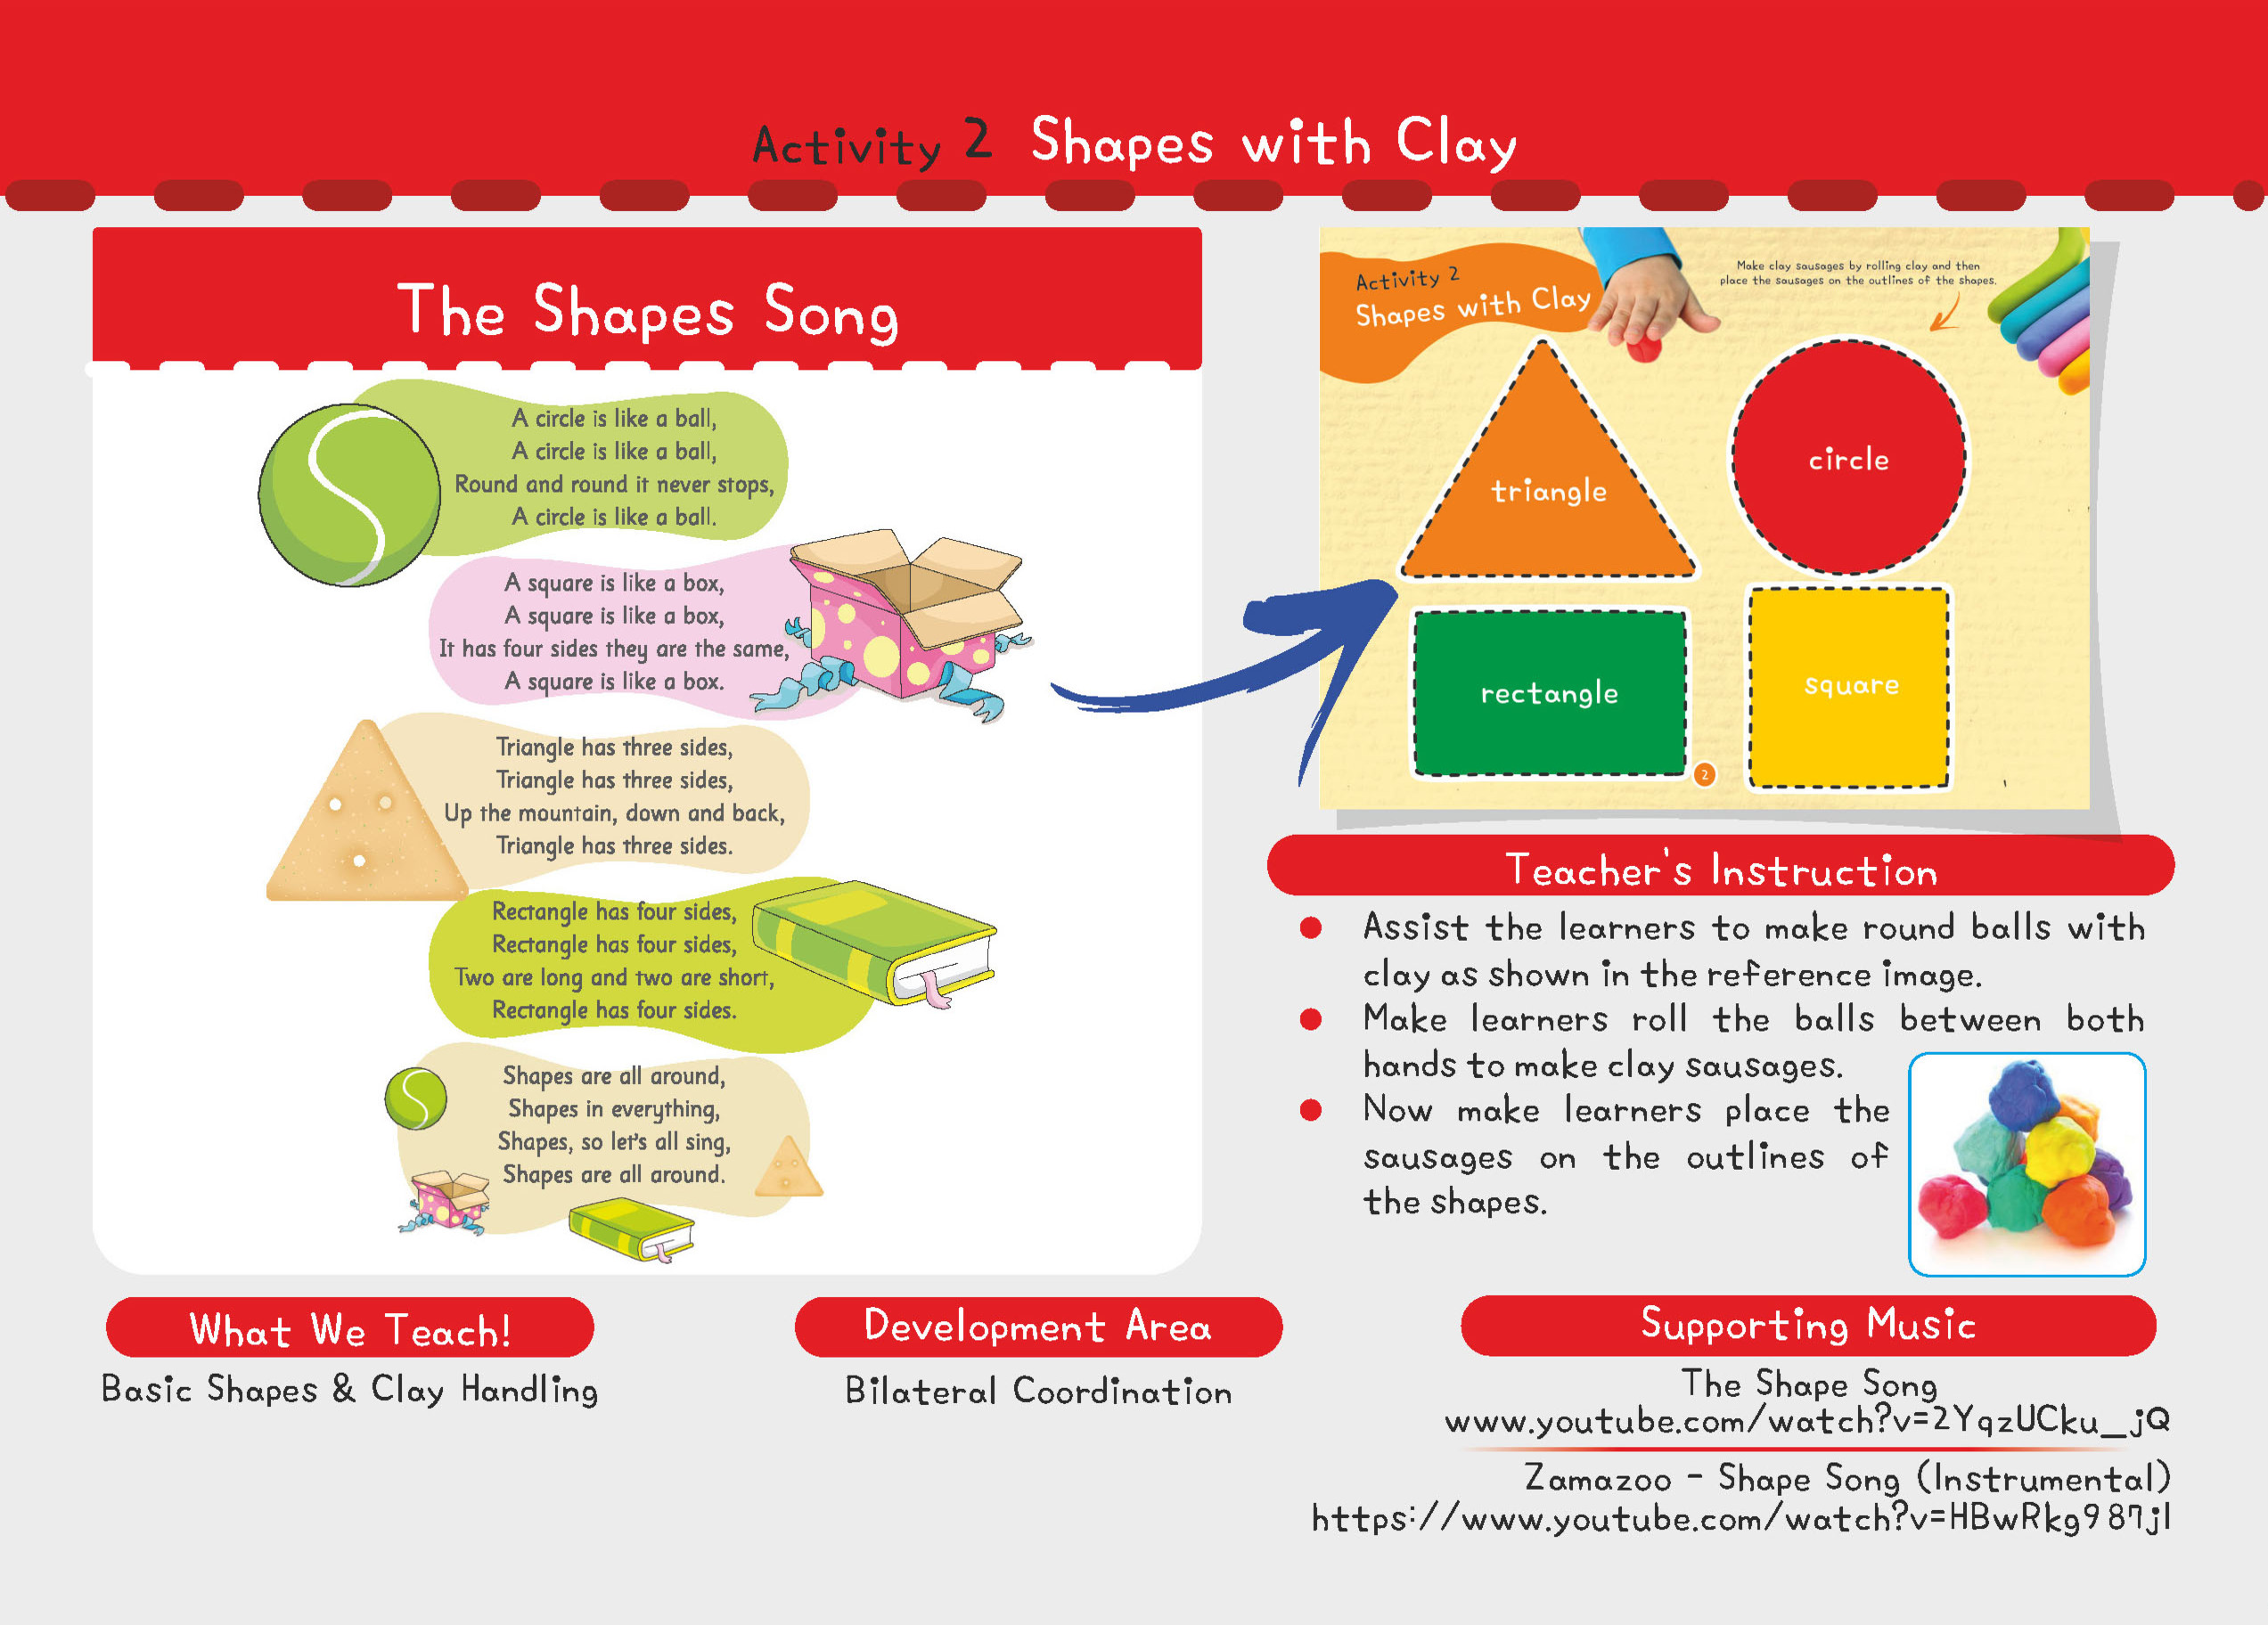 Activity 2 Shapes with Clay
The Shapes Song
A circle is like a ball,
A circle is like a ball,
Round and round it never stops,
A circle is like a ball.
A square is like a box,
A square is like a box,
It has four sides they are the same,
A square is like a box.
Triangle has three sides,
Triangle has three sides,
Up the mountain, down and back,
Triangle has three sides.
Rectangle has four sides,
Rectangle has four sides,
Two are long and two are short,
Rectangle has four sides.
Shapes are all around,
Shapes in everything,
Shapes, so let's all sing,
Shapes are all around.
Activity 2
Shapes with Clay
Make clay sausages by rolling clay and then
place the sausages on the outlines of the shapes.
triangle
circle
rectangle
square
2
Teacher's Instruction
Assist the learners to make round balls with
clay as shown in the reference image.
Make learners roll the balls between both
hands to make clay sausages.
Now make learners place the
sausages on the outlines of
the shapes.
What We Teach!
Basic Shapes & Clay Handling
Development Area
Bilateral Coordination
Supporting Music
The Shape Song
www.youtube.com/watch?v=2YqzUCku_jQ
Zamazoo - Shape Song (Instrumental)
https://www.youtube.com/watch?v=HBwRkg987jI